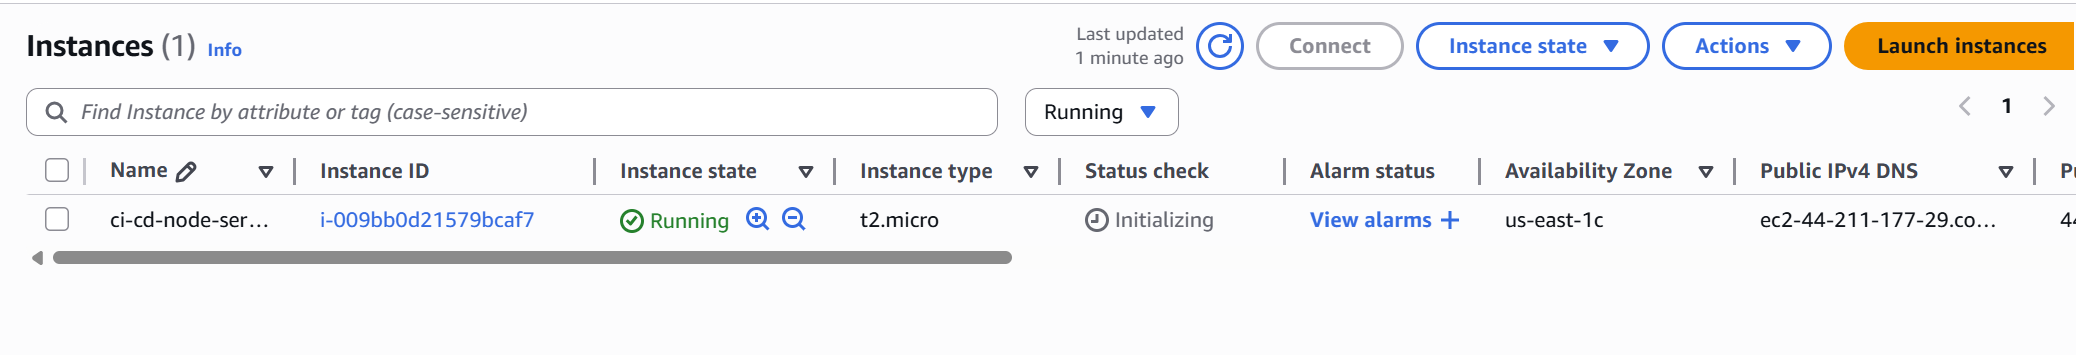 Instances (1) Info
Last updated
1 minute ago
Connect
Instance state
Actions
Launch instances
Find Instance by attribute or tag (case-sensitive)
Running
1
Name Instance ID Instance state Instance type Status check Alarm status Availability Zone Public IPv4 DNS
ci-cd-node-ser... i-009bb0d21579bcaf7 Running t2.micro Initializing View alarms + us-east-1c ec2-44-211-177-29.co... 44